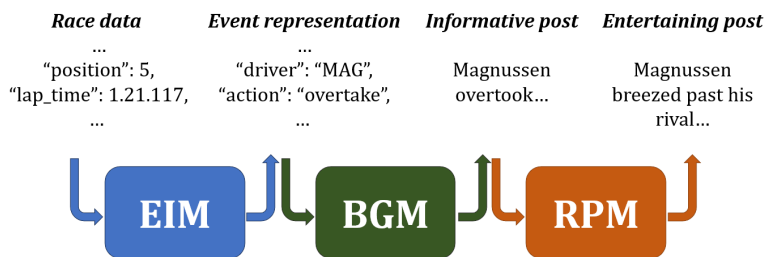 Race data
…
“position”: 5,
“lap_time”: 1.21.117,
…
Event representation
…
“driver”: “MAG”,
“action”: “overtake”,
…
Informative post
Magnussen
overtook…
Entertaining post
Magnussen
breezed past his
rival…
EIM
BGM
RPM